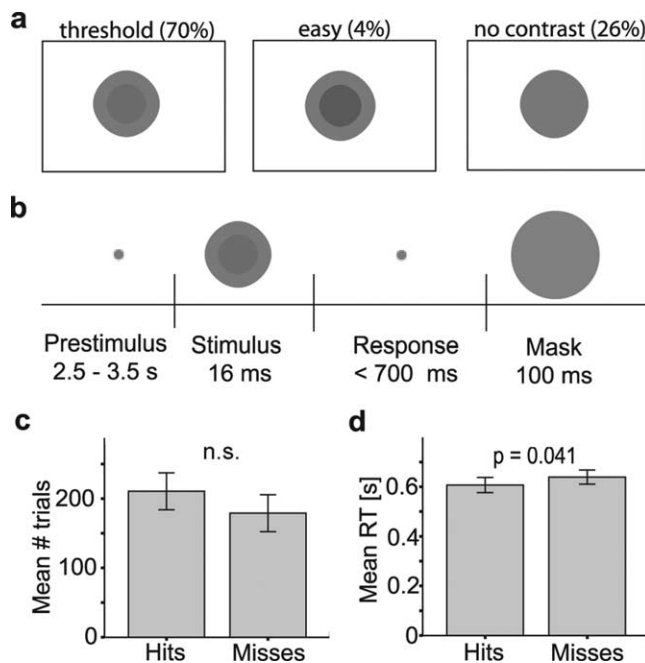 a
threshold (70%) easy (4%) no contrast (26%)
b
Prestimulus Stimulus Response Mask
2.5 - 3.5 s 16 ms < 700 ms 100 ms
c
n.s.
Mean # trials
200
100
0
Hits Misses
d
p = 0.041
Mean RT [s]
0.6
0.4
0.2
0
Hits Misses